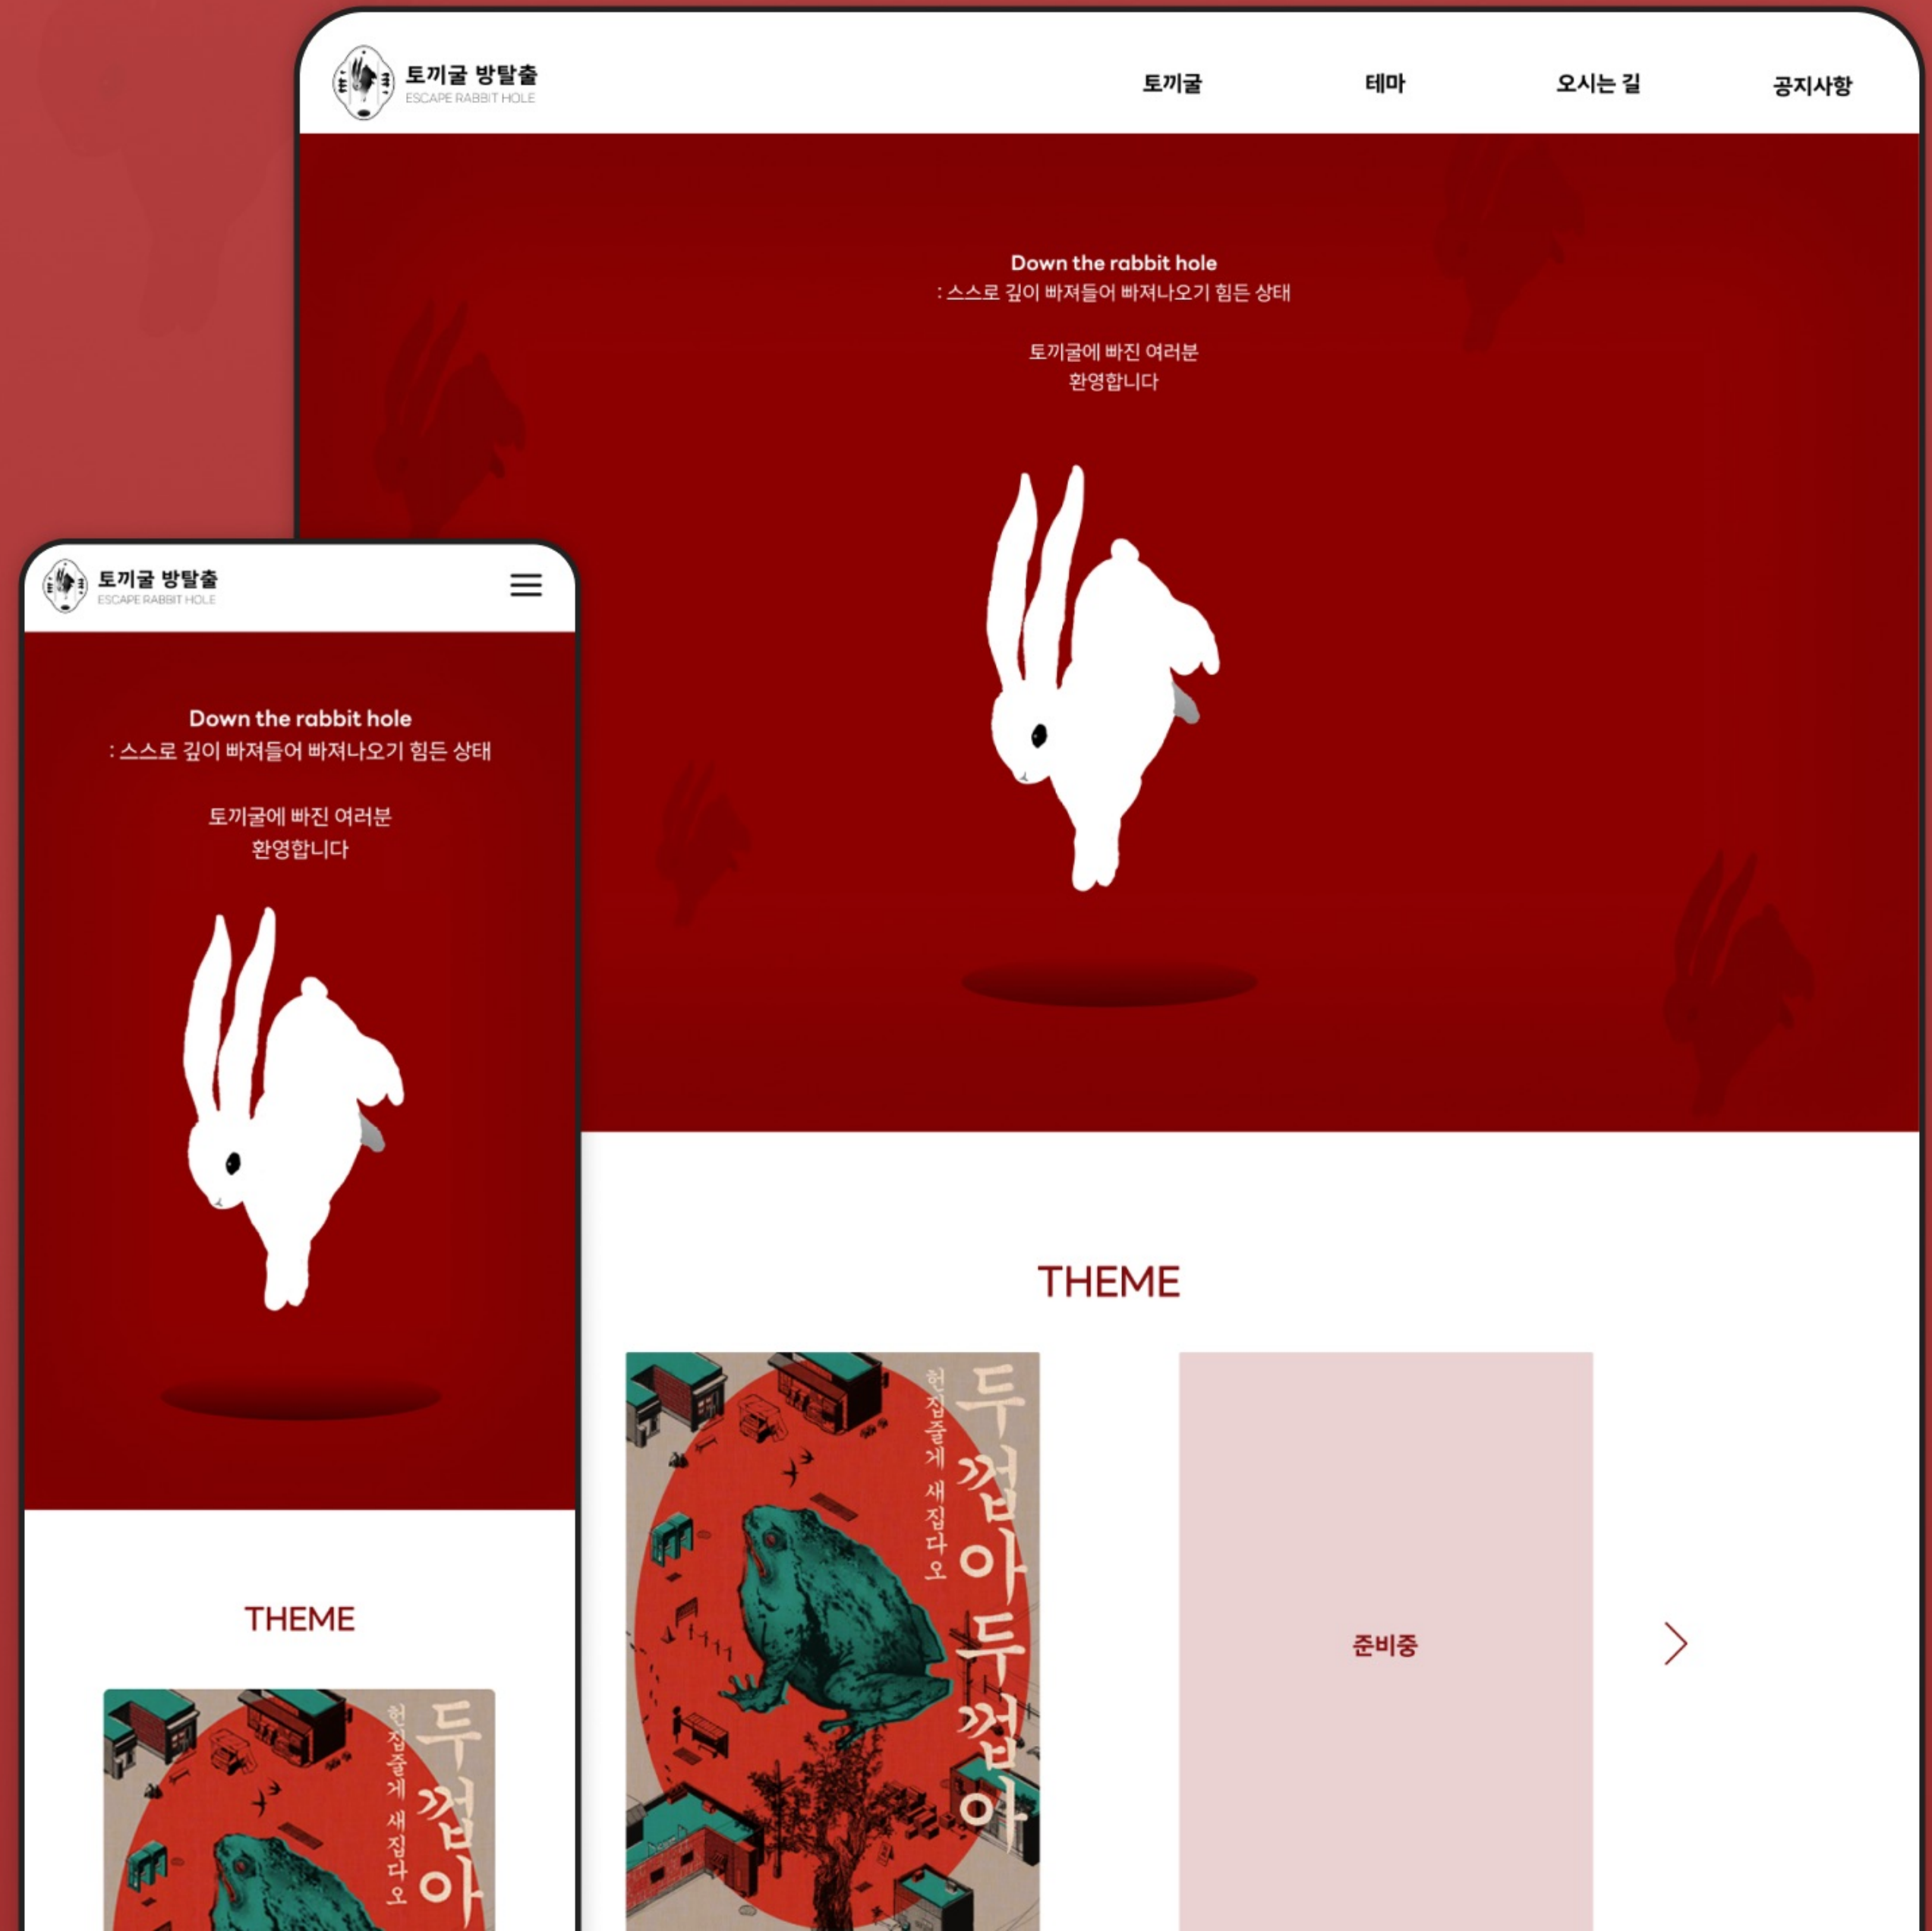 토끼굴 방탈출
ESCAPE RABBIT HOLE
토끼굴
테마
오시는 길
공지사항
Down the rabbit hole
: 스스로 깊이 빠져들어 빠져나오기 힘든 상태
토끼굴에 빠진 여러분
환영합니다
THEME
두껍아두껍아
헌집줄게 새집다오
준비중
토끼굴 방탈출
ESCAPE RABBIT HOLE
Down the rabbit hole
: 스스로 깊이 빠져들어 빠져나오기 힘든 상태
토끼굴에 빠진 여러분
환영합니다
THEME
두껍아
헌집줄게 새집다오